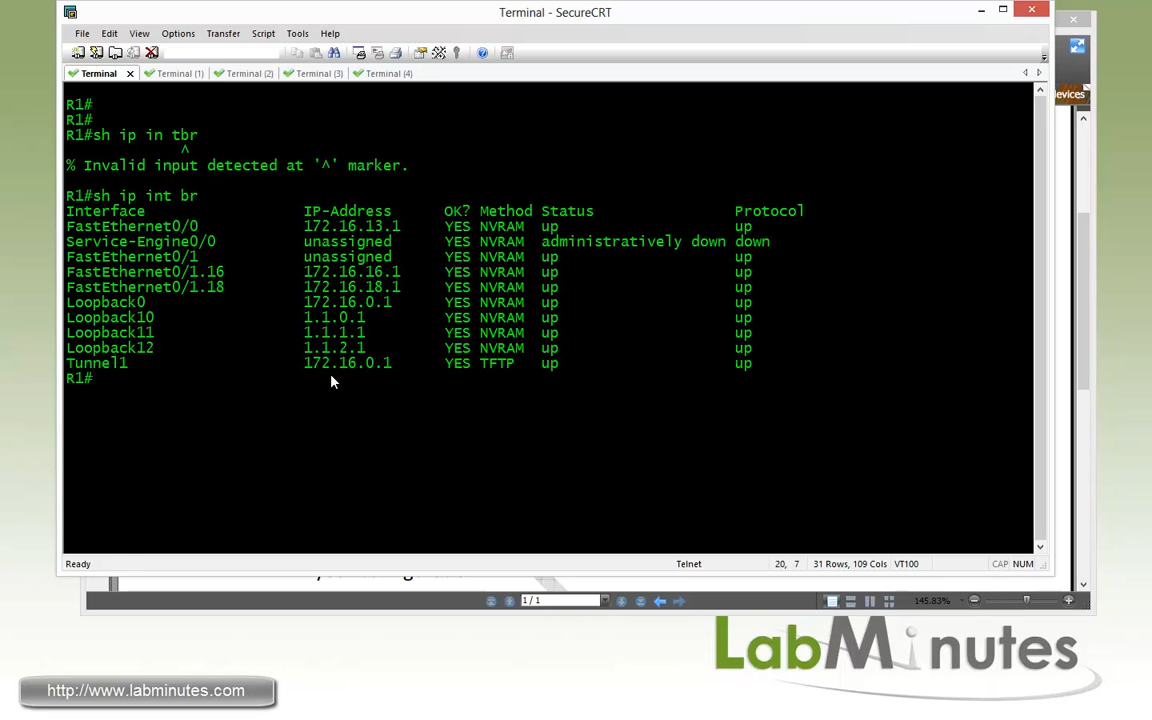 Terminal - SecureCRT
File Edit View Options Transfer Script Tools Help
Terminal Terminal (1) Terminal (2) Terminal (3) Terminal (4)
evices
R1#
R1#
R1#sh ip in tbr
^
% Invalid input detected at '^' marker.
R1#sh ip int br
Interface IP-Address OK? Method Status Protocol
FastEthernet0/0 172.16.13.1 YES NVRAM up up
Service-Engine0/0 unassigned YES NVRAM administratively down down
FastEthernet0/1 unassigned YES NVRAM up up
FastEthernet0/1.16 172.16.16.1 YES NVRAM up up
FastEthernet0/1.18 172.16.18.1 YES NVRAM up up
Loopback0 172.16.0.1 YES NVRAM up up
Loopback10 1.1.0.1 YES NVRAM up up
Loopback11 1.1.1.1 YES NVRAM up up
Loopback12 1.1.2.1 YES NVRAM up up
Tunnel1 172.16.0.1 YES TFTP up up
R1#
Ready Telnet 20, 7 31 Rows, 109 Cols VT100 CAP NUM
1 / 1 145.83%
LabMinutes
http://www.labminutes.com